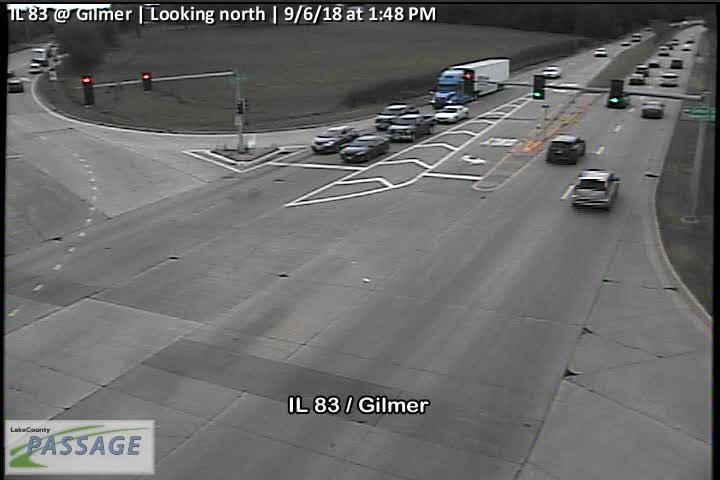 IL 83 @ Gilmer | Looking north | 9/6/18 at 1:48 PM
IL 83 / Gilmer
LakeCounty
PASSAGE